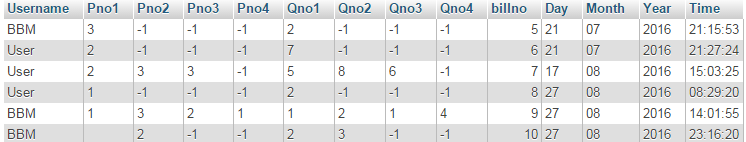 Username Pno1 Pno2 Pno3 Pno4 Qno1 Qno2 Qno3 Qno4 billno Day Month Year Time
BBM 3 -1 -1 -1 2 -1 -1 -1 5 21 07 2016 21:15:53
User 2 -1 -1 -1 7 -1 -1 -1 6 21 07 2016 21:27:24
User 2 3 3 -1 5 8 6 -1 7 17 08 2016 15:03:25
User 1 -1 -1 -1 2 -1 -1 -1 8 27 08 2016 08:29:20
BBM 1 3 2 1 1 2 1 4 9 27 08 2016 14:01:55
BBM 2 -1 -1 2 3 -1 -1 10 27 08 2016 23:16:20